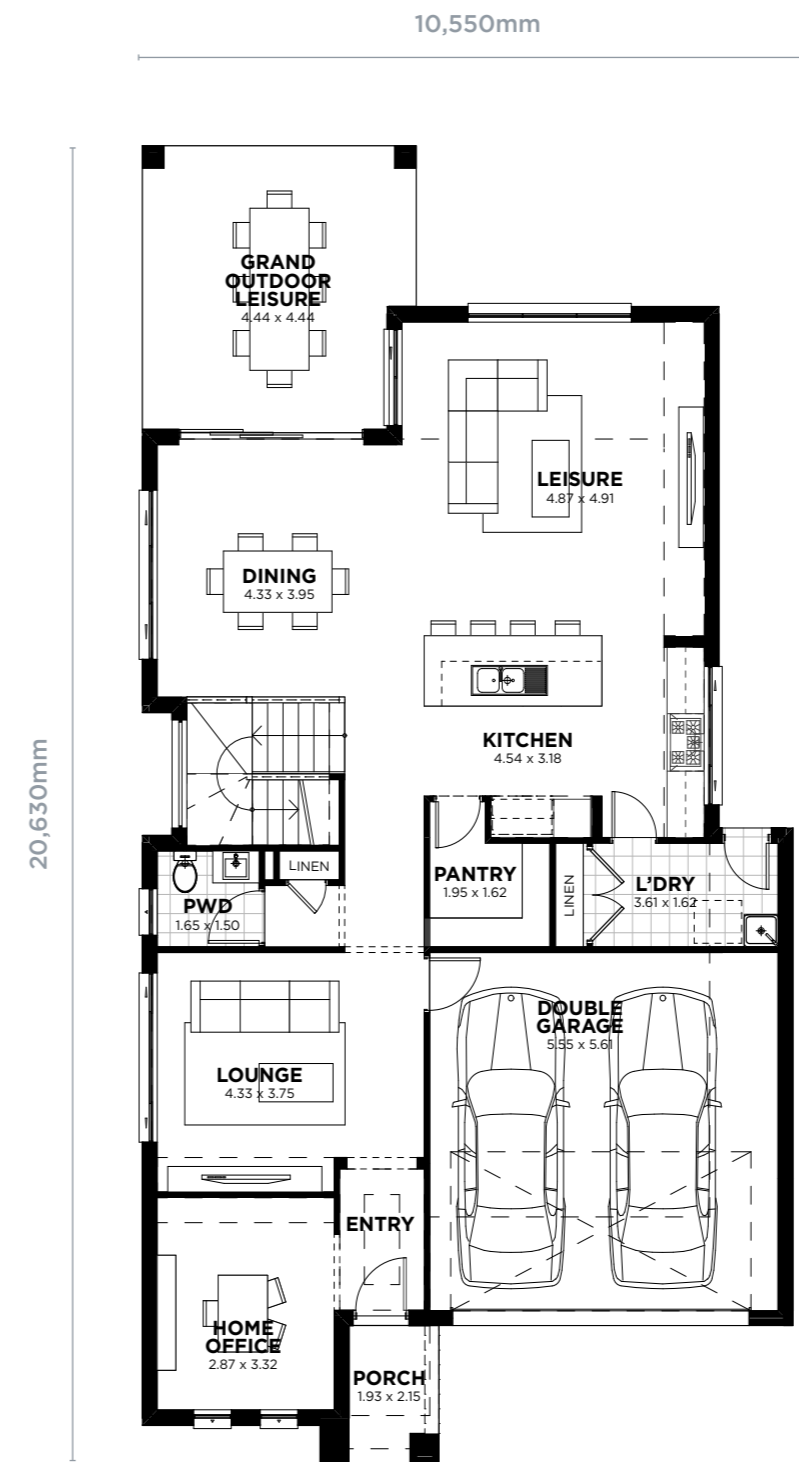 10,550mm
20,630mm
GRAND
OUTDOOR
LEISURE
4.44 x 4.44
LEISURE
4.87 x 4.91
DINING
4.33 x 3.95
KITCHEN
4.54 x 3.18
LINEN
PANTRY
1.95 x 1.62
LINEN
L'DRY
3.61 x 1.62
PWD
1.65 x 1.50
DOUBLE
GARAGE
5.55 x 5.61
LOUNGE
4.33 x 3.75
ENTRY
HOME
OFFICE
2.87 x 3.32
PORCH
1.93 x 2.15